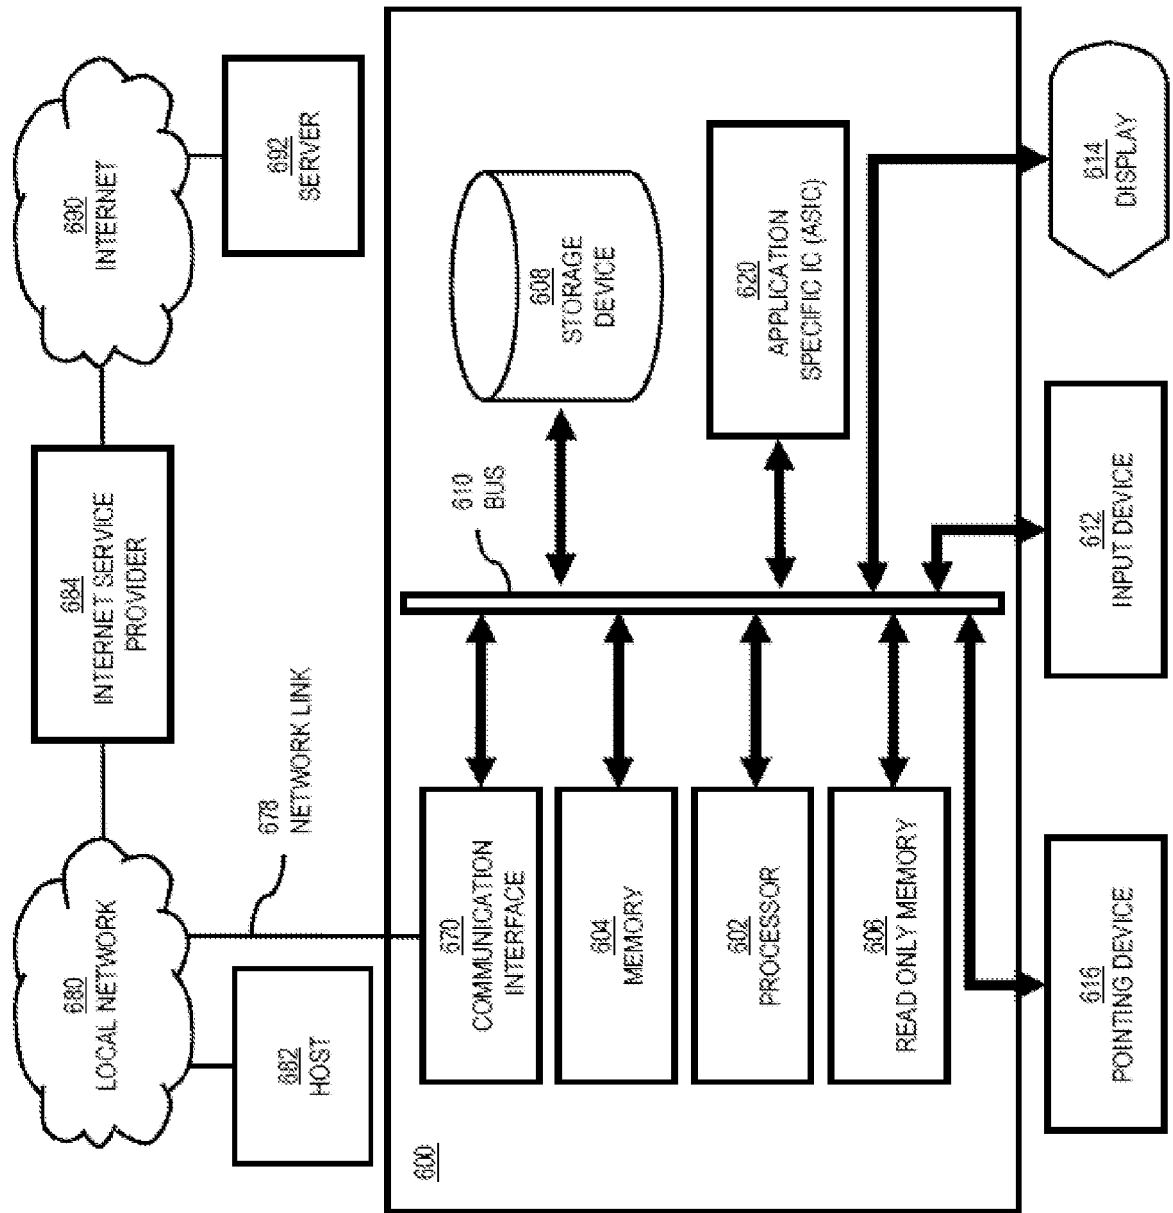 680
LOCAL NETWORK
684
INTERNET SERVICE
PROVIDER
690
INTERNET
682
HOST
678
NETWORK LINK
692
SERVER
600
670
COMMUNICATION
INTERFACE
604
MEMORY
602
PROCESSOR
606
READ ONLY MEMORY
610
BUS
608
STORAGE
DEVICE
620
APPLICATION
SPECIFIC IC (ASIC)
616
POINTING DEVICE
612
INPUT DEVICE
614
DISPLAY